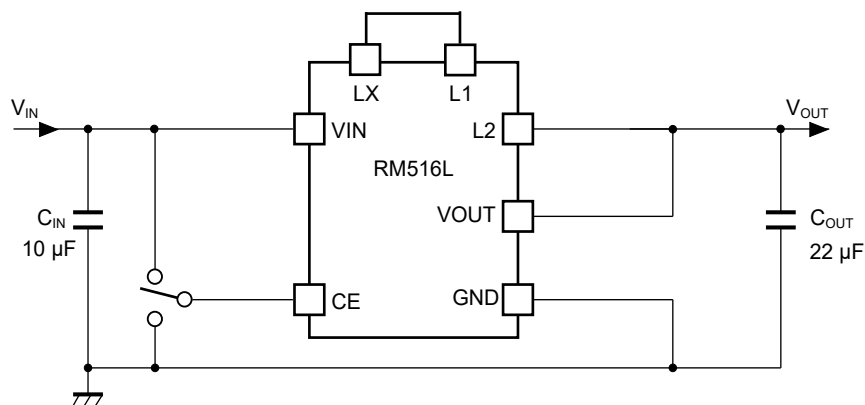 LX
L1
V_IN
VIN
L2
V_OUT
RM516L
VOUT
C_IN
10 µF
C_OUT
22 µF
CE
GND